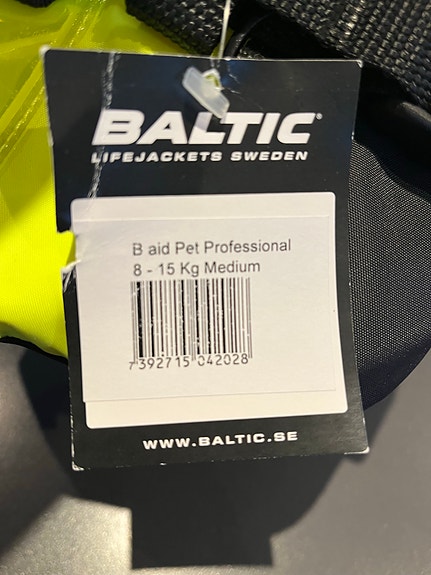 BALTIC
LIFEJACKETS SWEDEN
B aid Pet Professional
8 - 15 Kg Medium
7392715 042028
WWW.BALTIC.SE